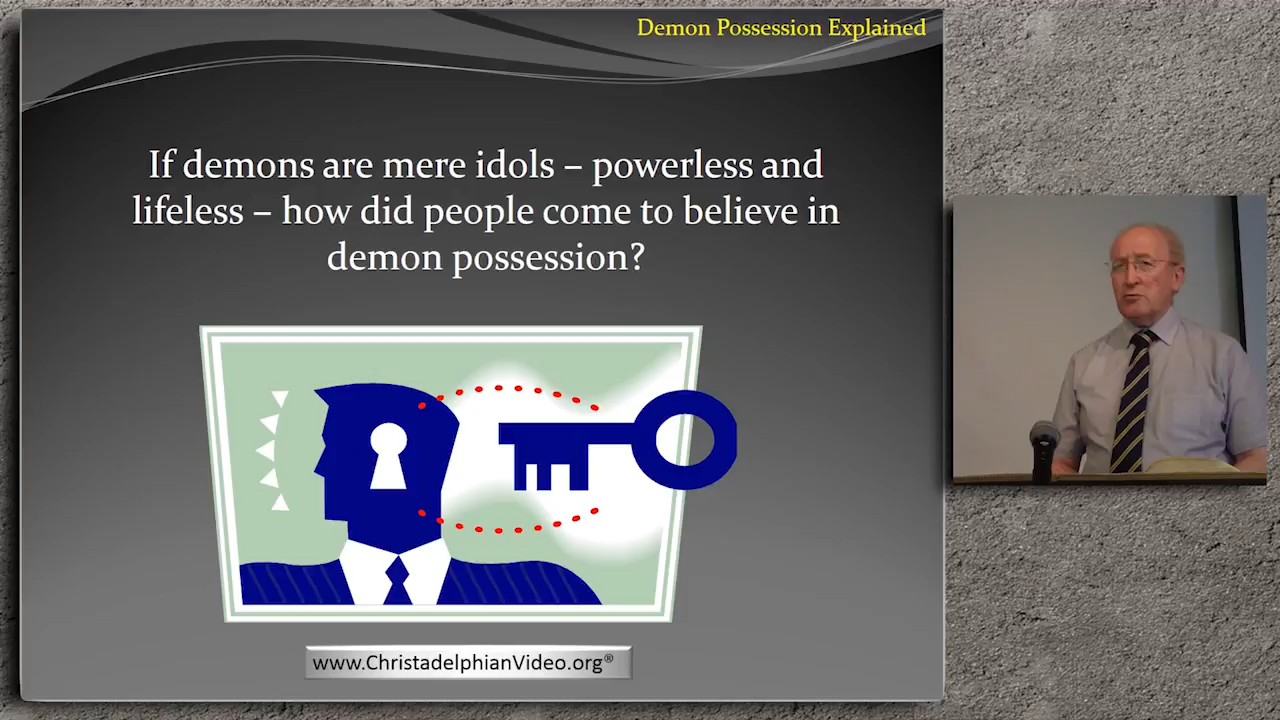 Demon Possession Explained
If demons are mere idols – powerless and
lifeless – how did people come to believe in
demon possession?
www.ChristadelphianVideo.org®